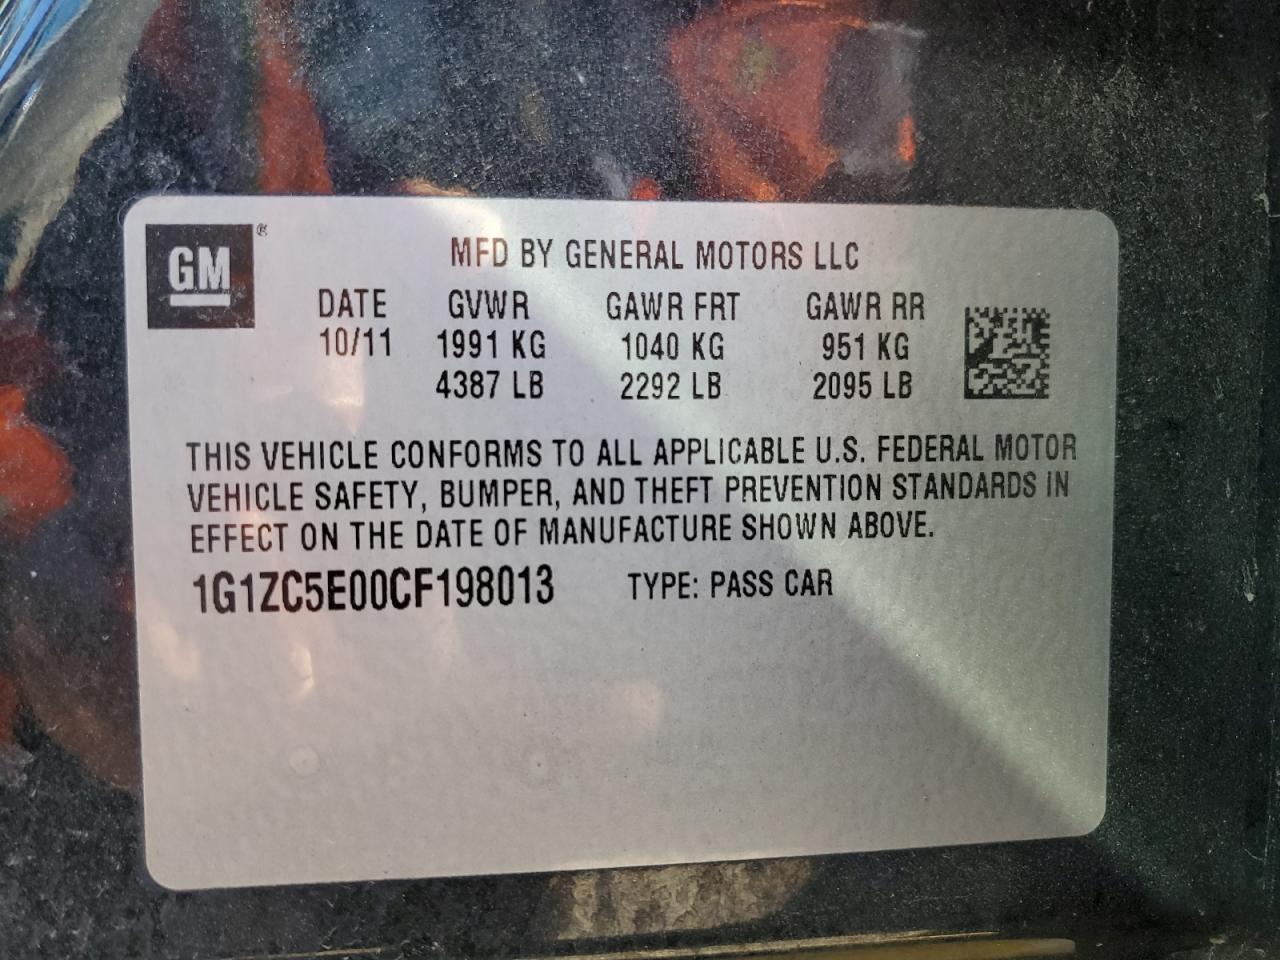 GM®
MFD BY GENERAL MOTORS LLC
DATE GVWR GAWR FRT GAWR RR
10/11 1991 KG 1040 KG 951 KG
4387 LB 2292 LB 2095 LB
THIS VEHICLE CONFORMS TO ALL APPLICABLE U.S. FEDERAL MOTOR
VEHICLE SAFETY, BUMPER, AND THEFT PREVENTION STANDARDS IN
EFFECT ON THE DATE OF MANUFACTURE SHOWN ABOVE.
1G1ZC5E00CF198013 TYPE: PASS CAR